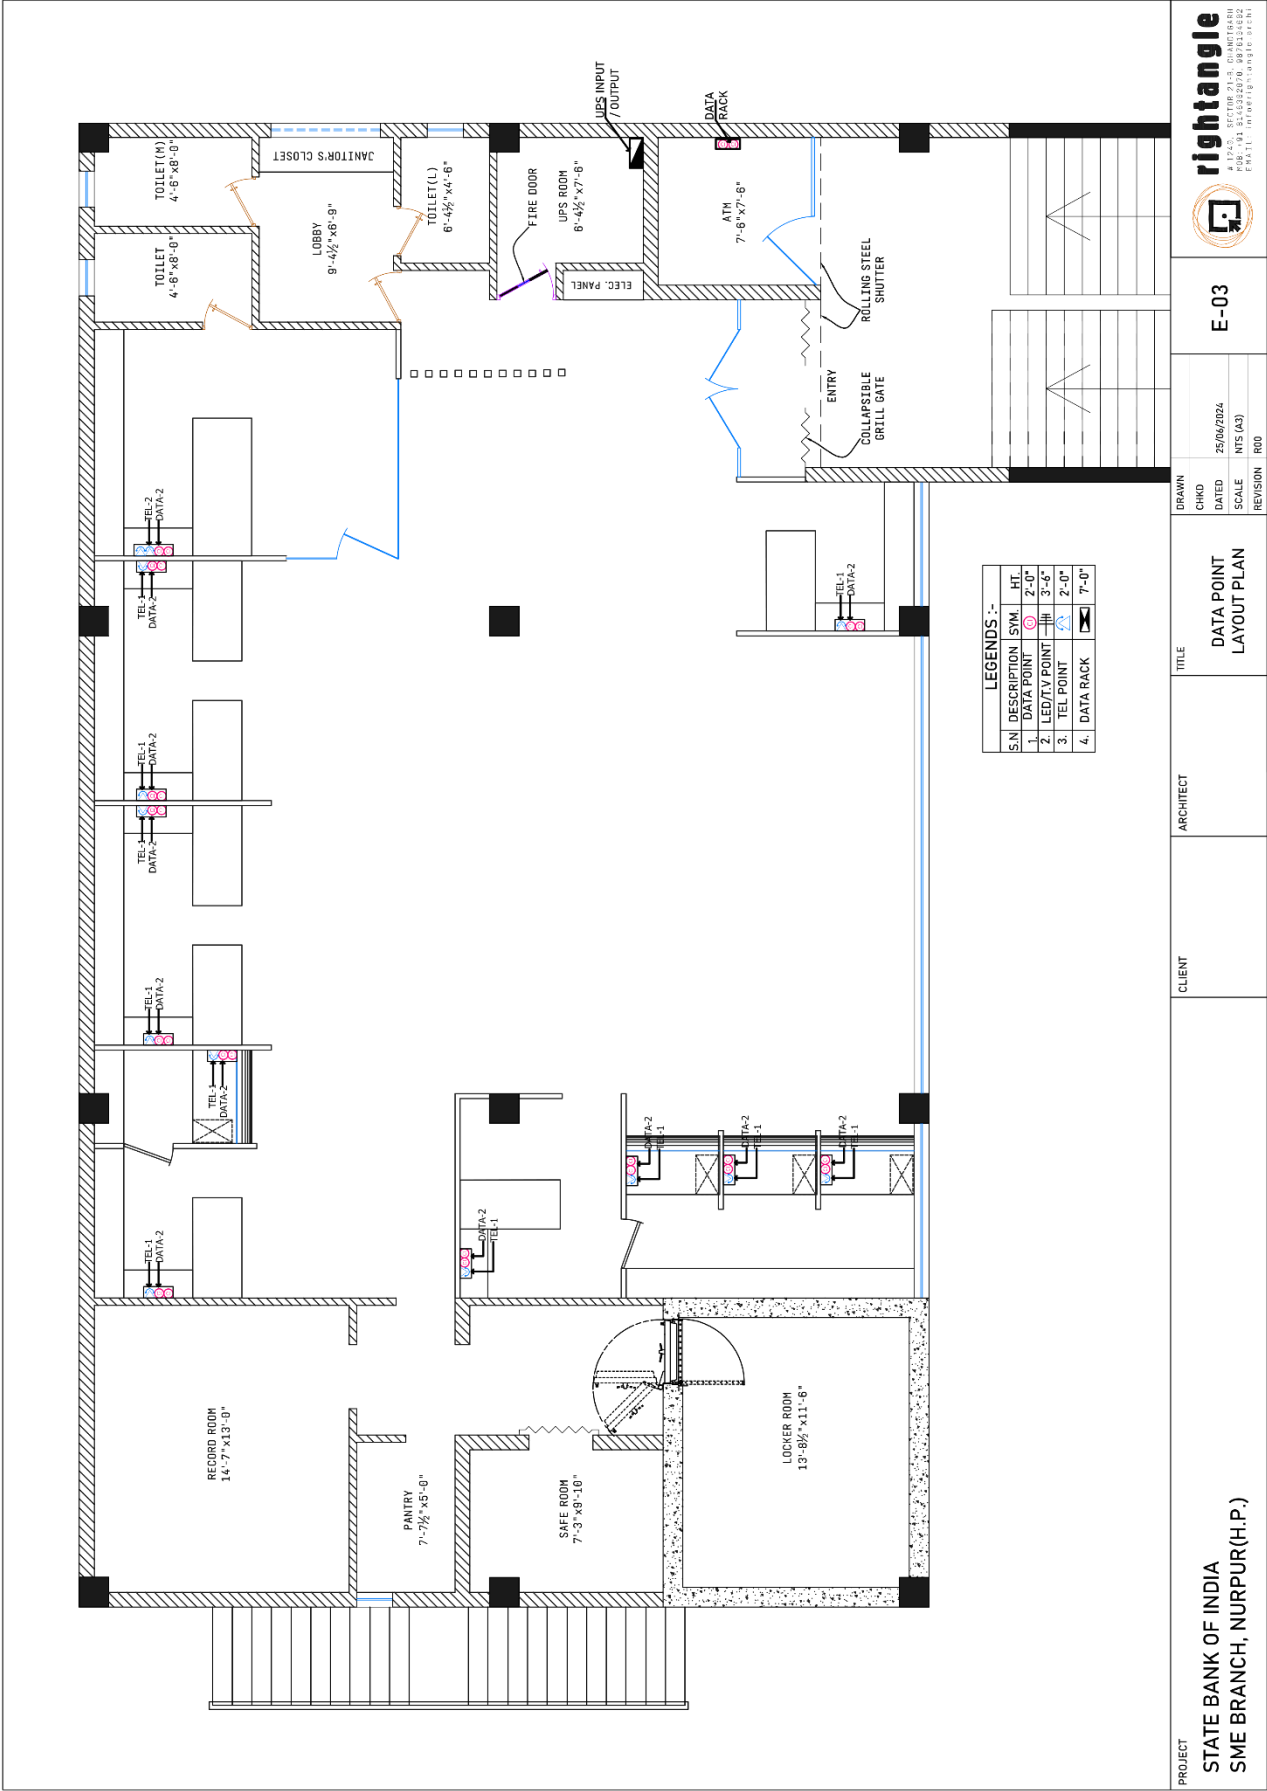 TOILET(M)
4'-6"x8'-0"
TOILET
4'-6"x8'-0"
JANITOR'S CLOSET
LOBBY
9'-4½"x6'-9"
TOILET(L)
6'-4½"x4'-6"
FIRE DOOR
UPS ROOM
6'-4½"x7'-6"
ELEC. PANEL
UPS INPUT
/ OUTPUT
DATA
RACK
ATM
7'-6"x7'-6"
ROLLING STEEL
SHUTTER
ENTRY
COLLAPSIBLE
GRILL GATE
TEL-2
DATA-2
TEL-1
DATA-2
TEL-1
DATA-2
TEL-1
DATA-2
TEL-1
DATA-2
TEL-1
DATA-2
TEL-1
DATA-2
TEL-1
DATA-2
DATA-2
TEL-1
DATA-2
TEL-1
DATA-2
TEL-1
DATA-2
TEL-1
RECORD ROOM
14'-7"x13'-0"
PANTRY
7'-7½"x5'-0"
SAFE ROOM
7'-3"x9'-10"
LOCKER ROOM
13'-8½"x11'-6"
LEGENDS :-
S.N DESCRIPTION SYM. HT.
1. DATA POINT 2'-0"
2. LED/T.V POINT 3'-6"
3. TEL POINT 2'-0"
4. DATA RACK 7'-0"
PROJECT
STATE BANK OF INDIA
SME BRANCH, NURPUR(H.P.)
CLIENT
ARCHITECT
TITLE
DATA POINT
LAYOUT PLAN
DRAWN
CHKD
DATED 25/06/2024
SCALE NTS (A3)
REVISION R00
E-03
rightangle